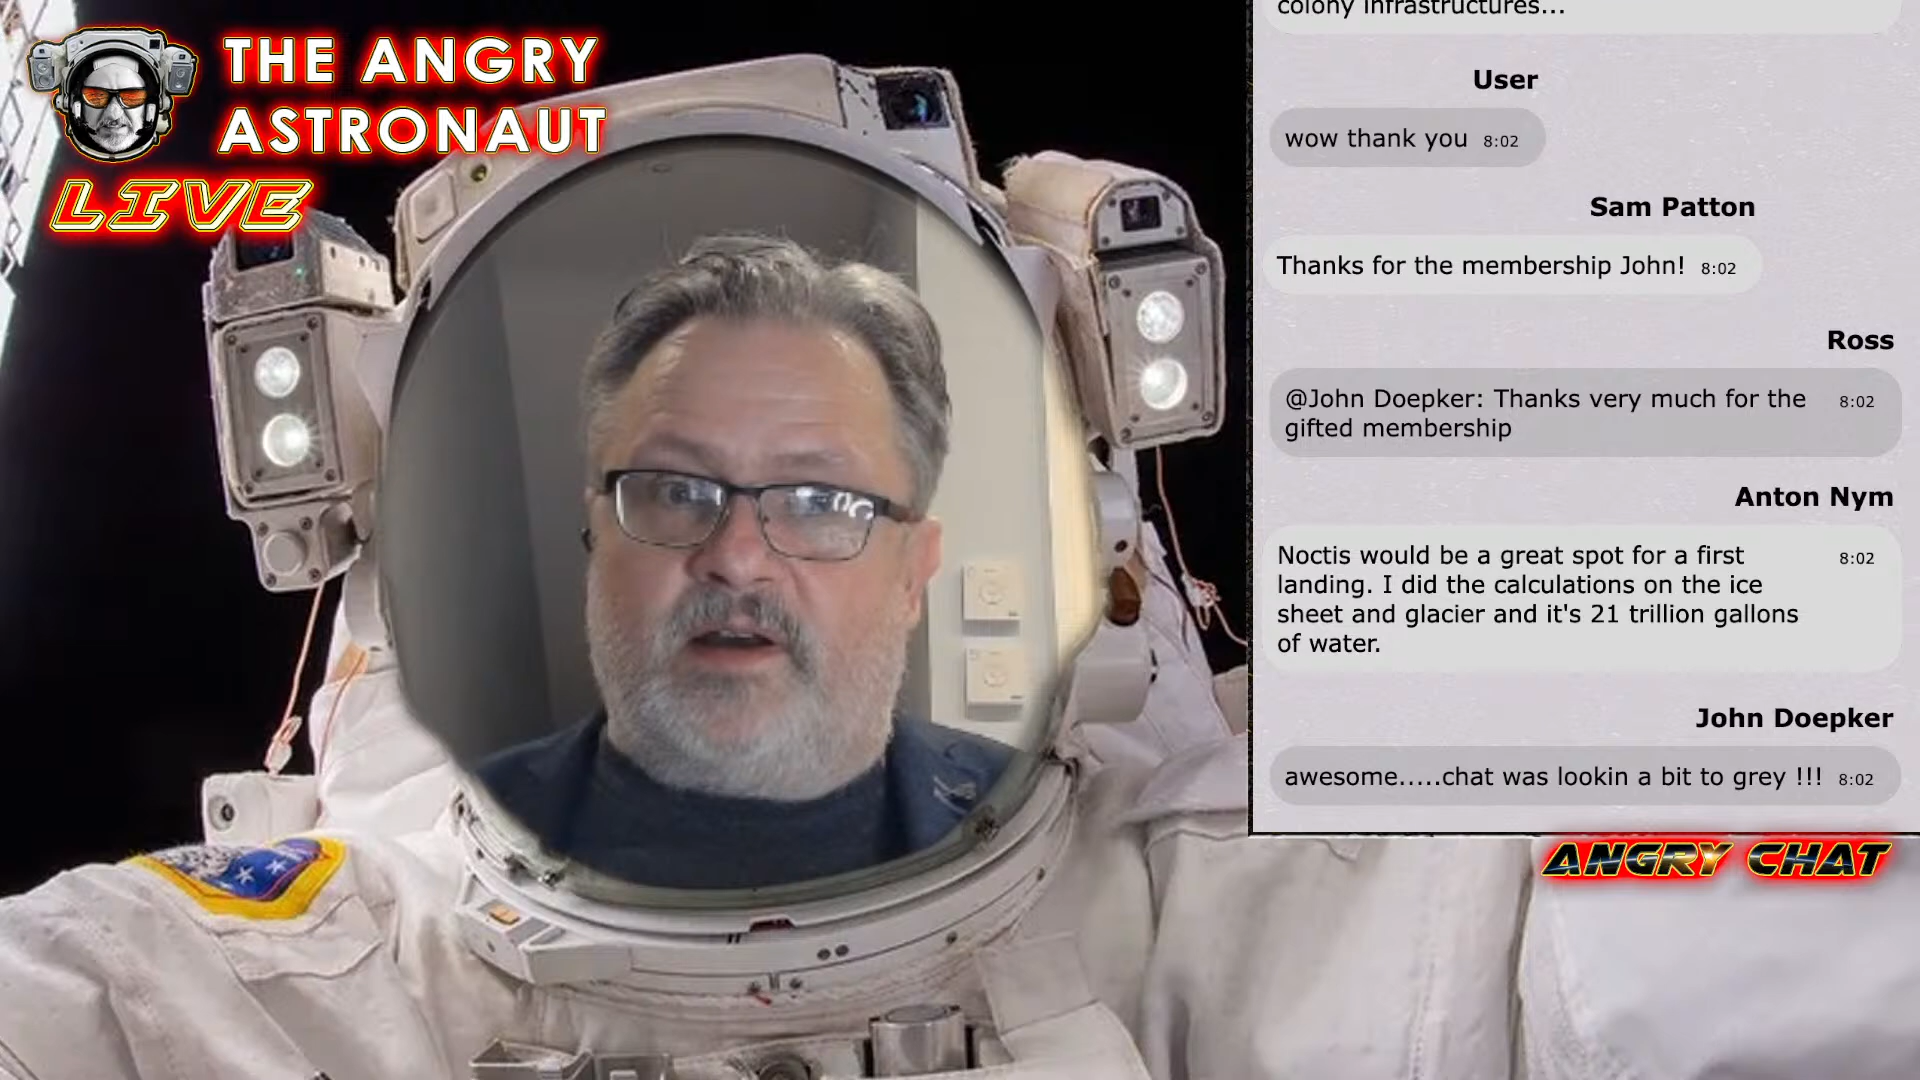 THE ANGRY
ASTRONAUT
LIVE
colony infrastructures...
User
wow thank you 8:02
Sam Patton
Thanks for the membership John! 8:02
Ross
@John Doepker: Thanks very much for the 8:02
gifted membership
Anton Nym
Noctis would be a great spot for a first 8:02
landing. I did the calculations on the ice
sheet and glacier and it's 21 trillion gallons
of water.
John Doepker
awesome.....chat was lookin a bit to grey !!! 8:02
ANGRY CHAT